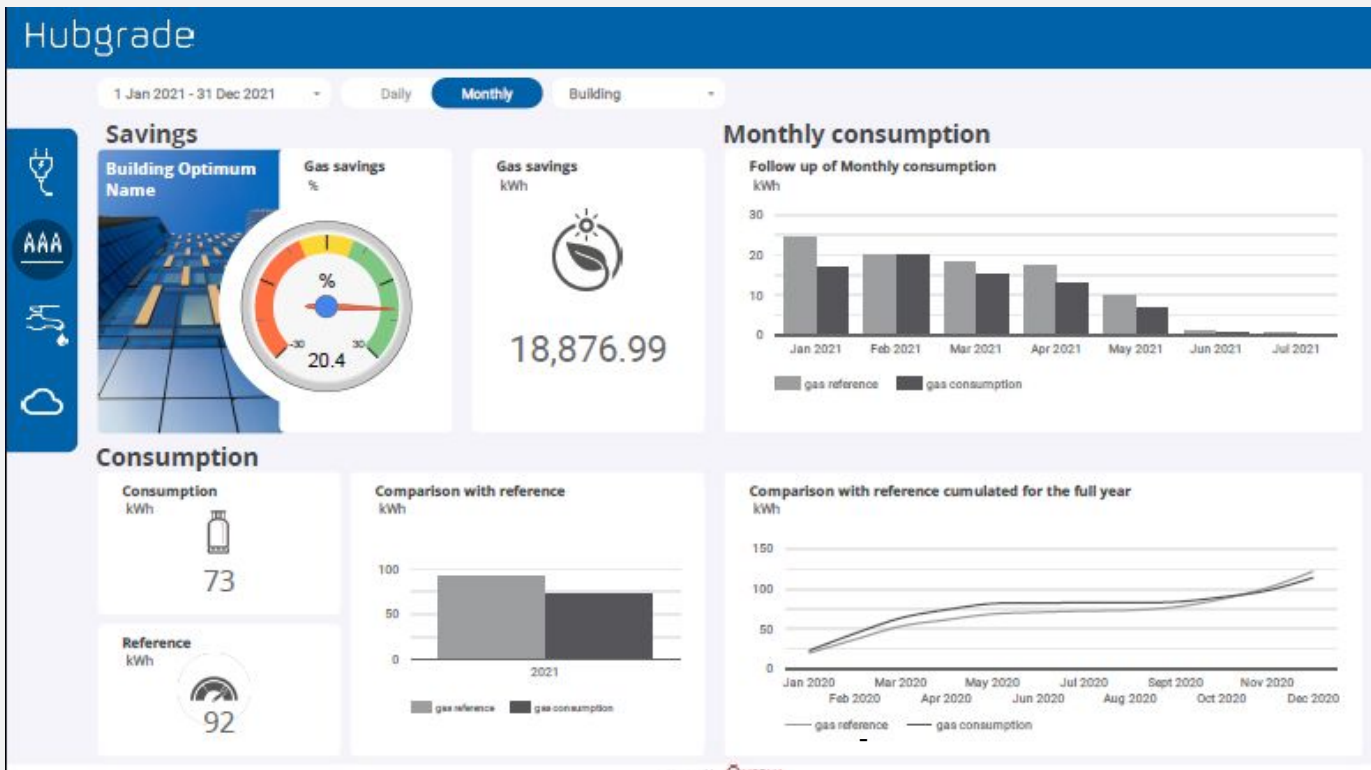 Hubgrade
1 Jan 2021 - 31 Dec 2021
Daily
Monthly
Building
Savings
Building Optimum
Name
Gas savings
%
%
-30
30
20.4
Gas savings
kWh
18,876.99
Monthly consumption
Follow up of Monthly consumption
kWh
30
20
10
0
Jan 2021 Feb 2021 Mar 2021 Apr 2021 May 2021 Jun 2021 Jul 2021
gas reference gas consumption
AAA
Consumption
Consumption
kWh
73
Reference
kWh
92
Comparison with reference
kWh
100
50
0
2021
gas reference gas consumption
Comparison with reference cumulated for the full year
kWh
150
100
50
0
Jan 2020 Mar 2020 May 2020 Jul 2020 Sept 2020 Nov 2020
Feb 2020 Apr 2020 Jun 2020 Aug 2020 Oct 2020 Dec 2020
gas reference gas consumption